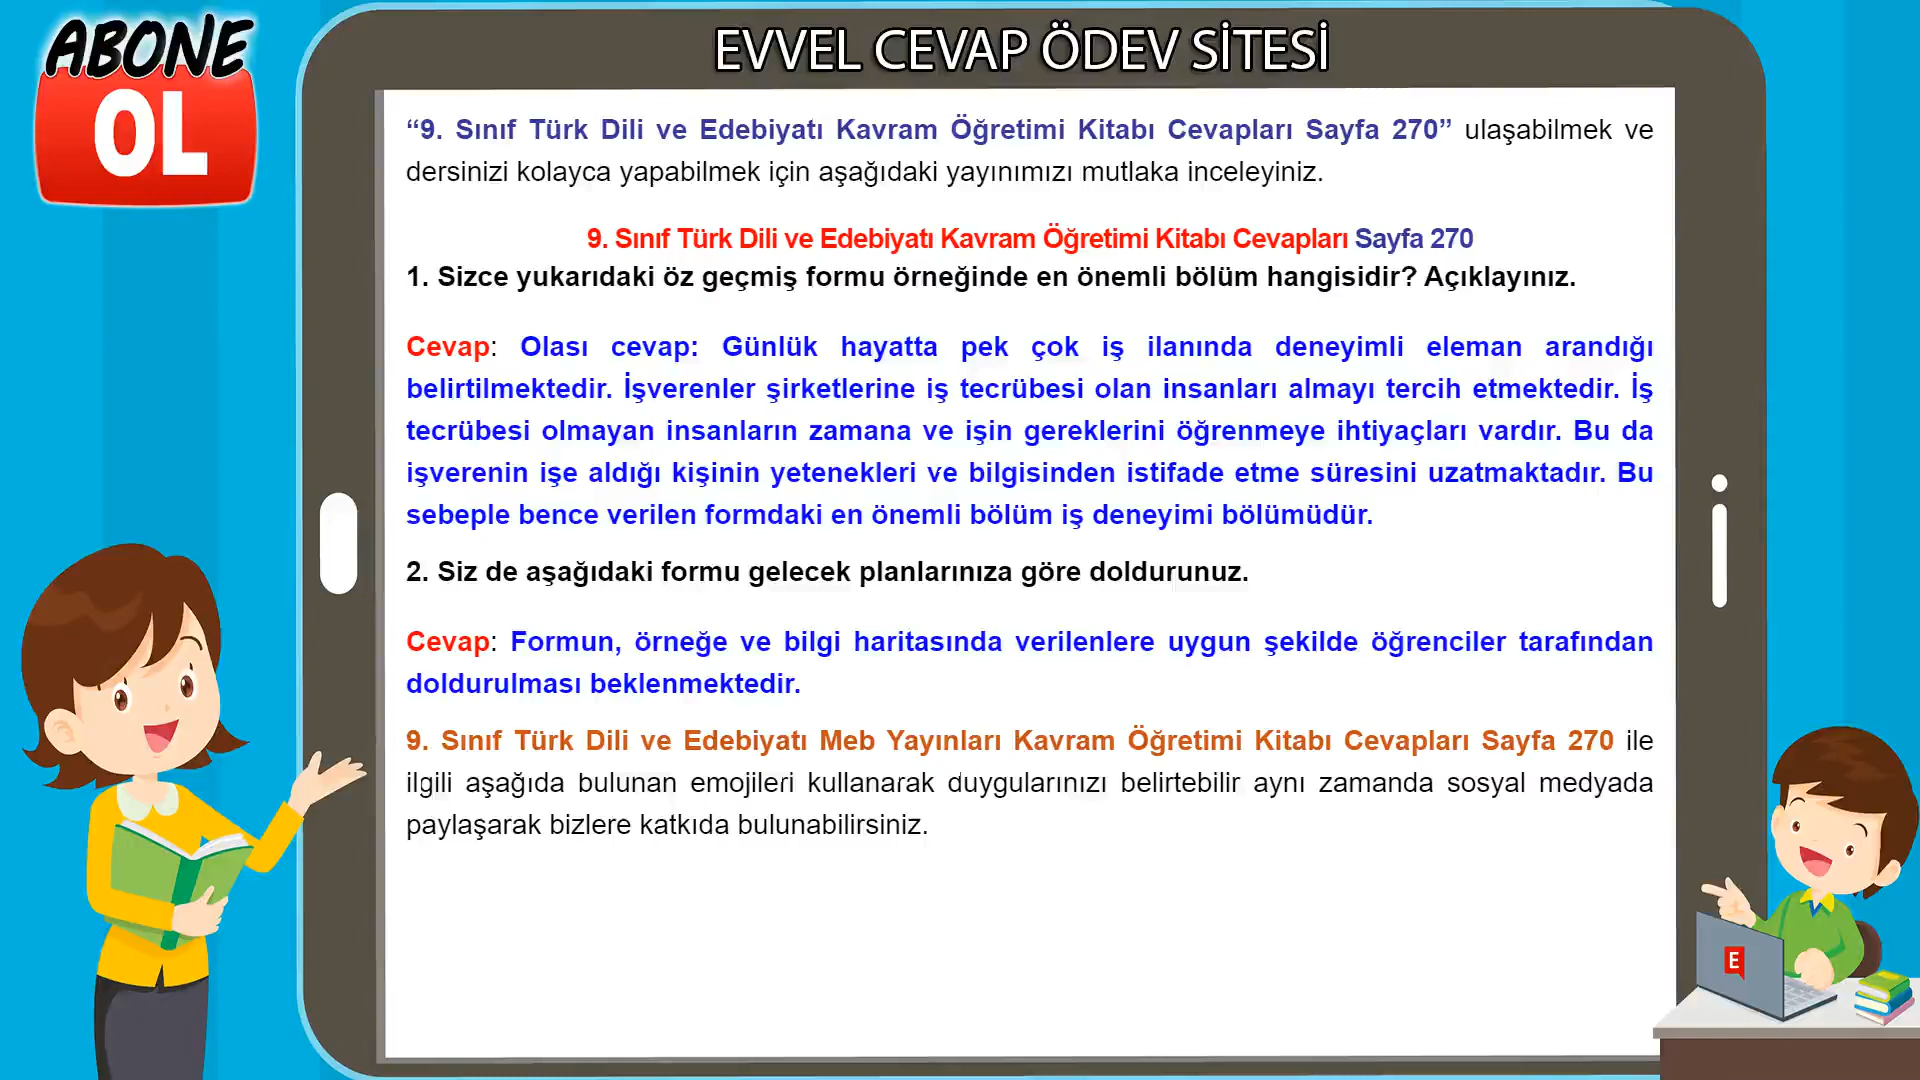 ABONE
OL
EVVEL CEVAP ÖDEV SİTESİ
“9. Sınıf Türk Dili ve Edebiyatı Kavram Öğretimi Kitabı Cevapları Sayfa 270” ulaşabilmek ve
dersinizi kolayca yapabilmek için aşağıdaki yayınımızı mutlaka inceleyiniz.
9. Sınıf Türk Dili ve Edebiyatı Kavram Öğretimi Kitabı Cevapları Sayfa 270
1. Sizce yukarıdaki öz geçmiş formu örneğinde en önemli bölüm hangisidir? Açıklayınız.
Cevap: Olası cevap: Günlük hayatta pek çok iş ilanında deneyimli eleman arandığı
belirtilmektedir. İşverenler şirketlerine iş tecrübesi olan insanları almayı tercih etmektedir. İş
tecrübesi olmayan insanların zamana ve işin gereklerini öğrenmeye ihtiyaçları vardır. Bu da
işverenin işe aldığı kişinin yetenekleri ve bilgisinden istifade etme süresini uzatmaktadır. Bu
sebeple bence verilen formdaki en önemli bölüm iş deneyimi bölümüdür.
2. Siz de aşağıdaki formu gelecek planlarınıza göre doldurunuz.
Cevap: Formun, örneğe ve bilgi haritasında verilenlere uygun şekilde öğrenciler tarafından
doldurulması beklenmektedir.
9. Sınıf Türk Dili ve Edebiyatı Meb Yayınları Kavram Öğretimi Kitabı Cevapları Sayfa 270 ile
ilgili aşağıda bulunan emojileri kullanarak duygularınızı belirtebilir aynı zamanda sosyal medyada
paylaşarak bizlere katkıda bulunabilirsiniz.
E